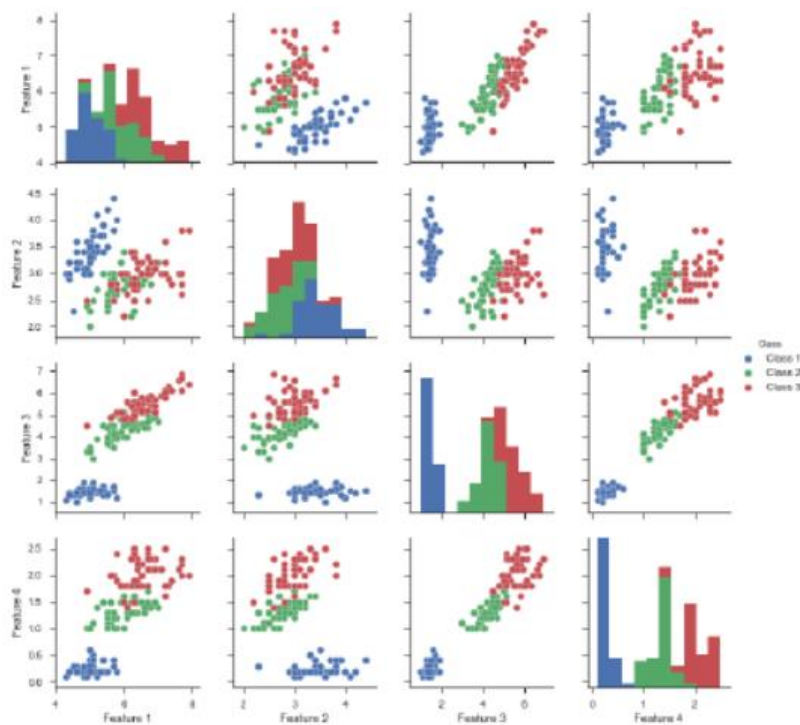 8
7
6
5
4
Feature 1
4.5
4.0
3.5
3.0
2.5
2.0
Feature 2
Class
Class 1
Class 2
Class 3
7
6
5
4
3
2
1
Feature 3
2.5
2.0
1.5
1.0
0.5
0.0
Feature 4
4 6 8 2 3 4 2 4 6 0 1 2
Feature 1 Feature 2 Feature 3 Feature 4